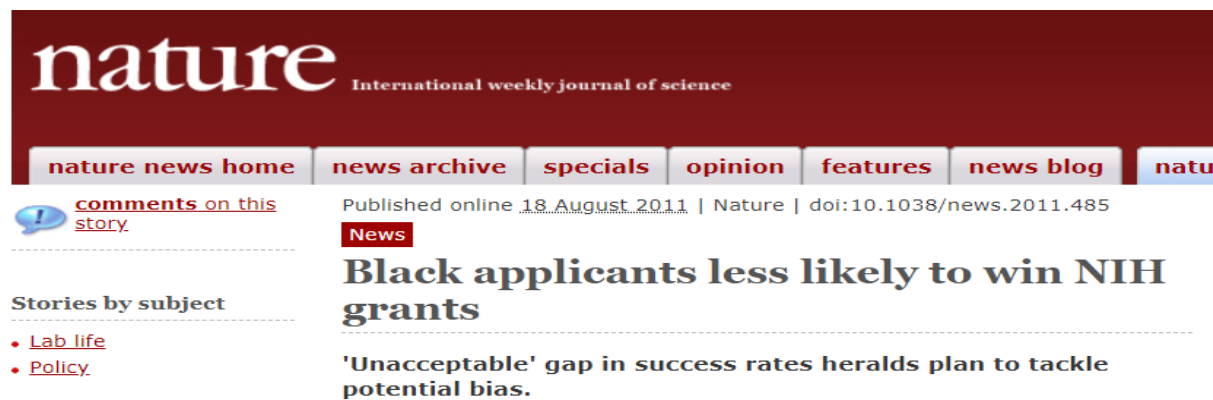 nature International weekly journal of science
nature news home news archive specials opinion features news blog natu
comments on this
story
Stories by subject
Lab life
Policy
Published online 18 August 2011 | Nature | doi:10.1038/news.2011.485
News
Black applicants less likely to win NIH
grants
'Unacceptable' gap in success rates heralds plan to tackle
potential bias.